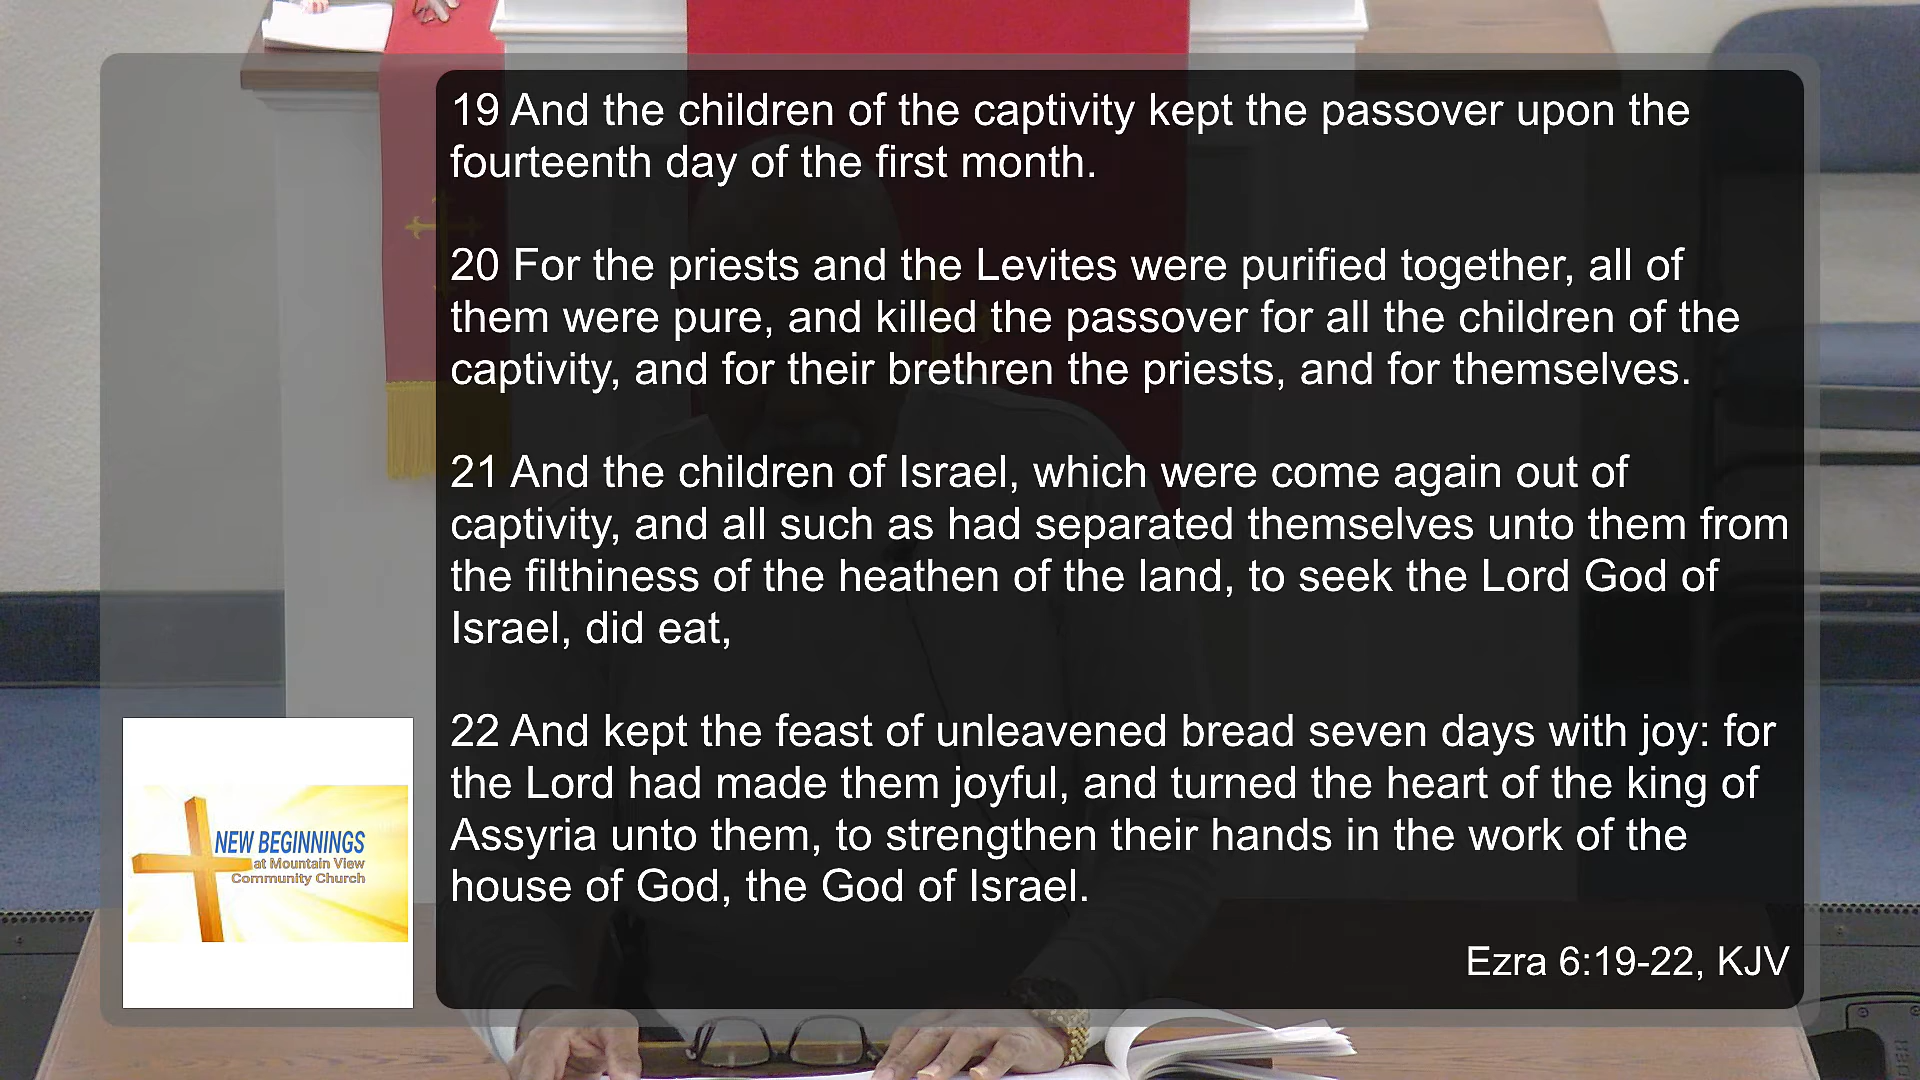 19 And the children of the captivity kept the passover upon the
fourteenth day of the first month.
20 For the priests and the Levites were purified together, all of
them were pure, and killed the passover for all the children of the
captivity, and for their brethren the priests, and for themselves.
21 And the children of Israel, which were come again out of
captivity, and all such as had separated themselves unto them from
the filthiness of the heathen of the land, to seek the Lord God of
Israel, did eat,
22 And kept the feast of unleavened bread seven days with joy: for
the Lord had made them joyful, and turned the heart of the king of
Assyria unto them, to strengthen their hands in the work of the
house of God, the God of Israel.
Ezra 6:19-22, KJV
NEW BEGINNINGS
at Mountain View
Community Church